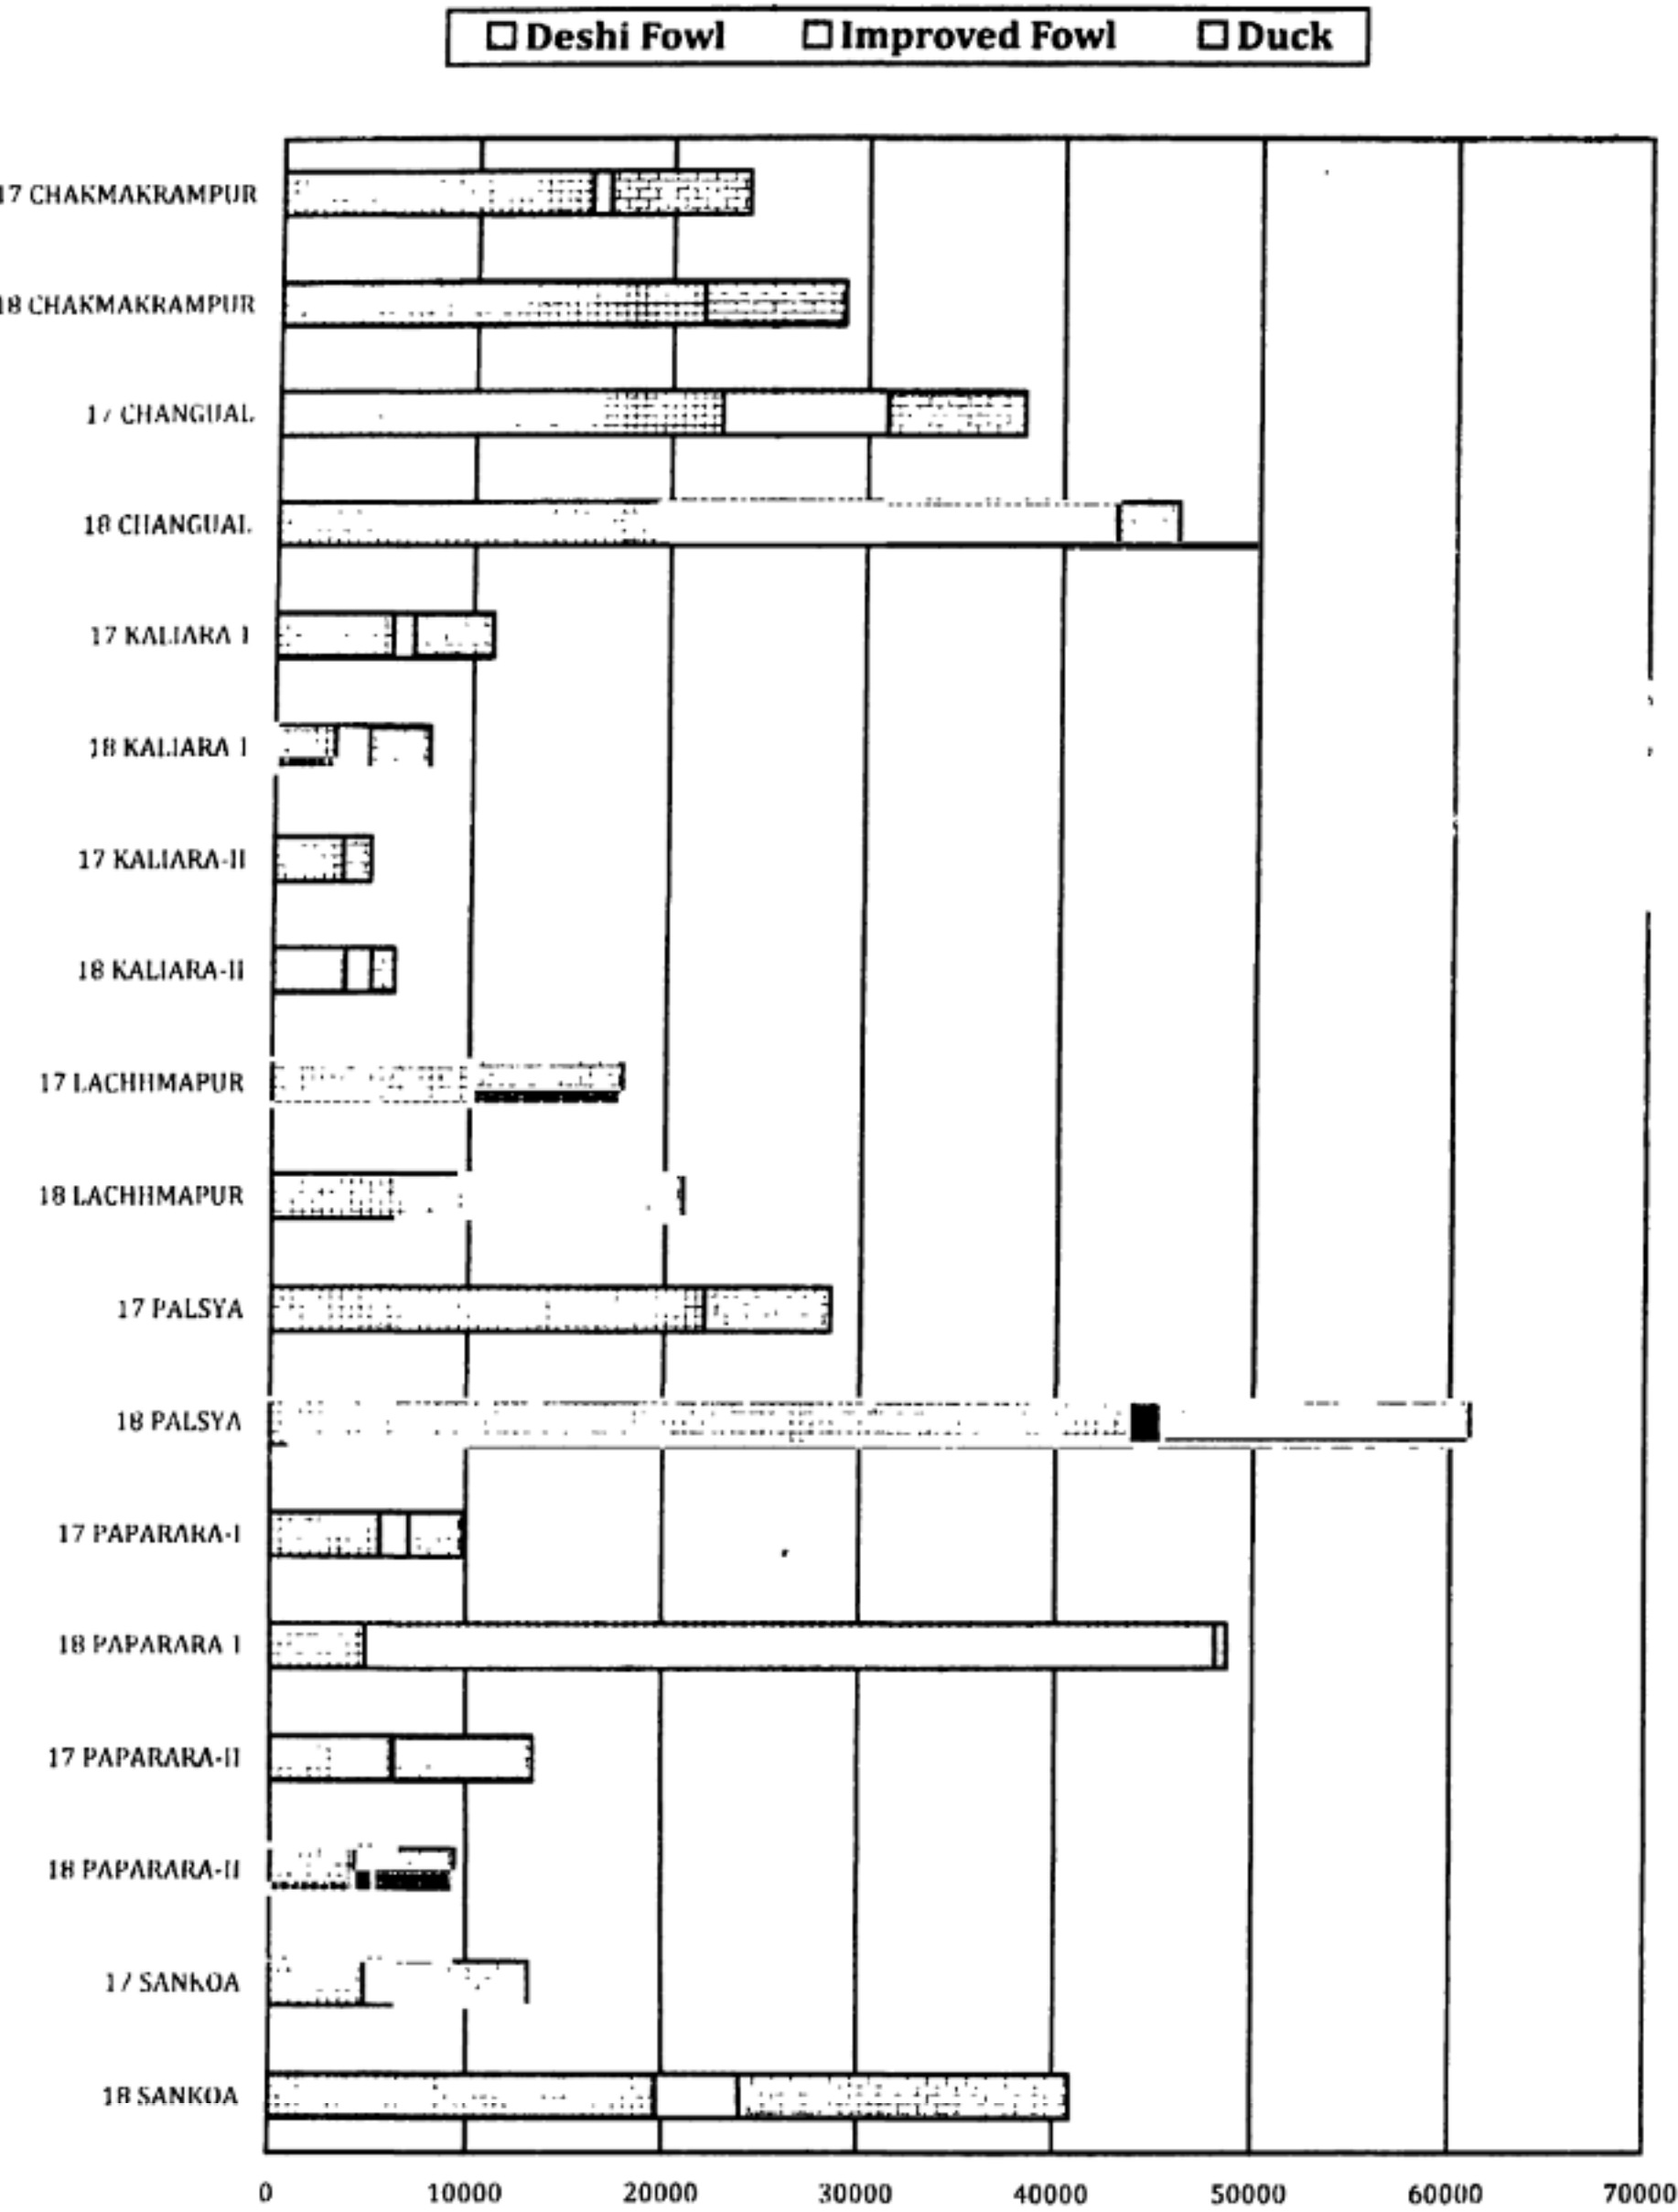 Deshi Fowl Improved Fowl Duck
17 CHAKMAKRAMPUR
18 CHAKMAKRAMPUR
17 CHANGUAL
18 CHANGUAL
17 KALIARA I
18 KALIARA I
17 KALIARA-II
18 KALIARA-II
17 LACHHMAPUR
18 LACHHMAPUR
17 PALSYA
18 PALSYA
17 PAPARARA-I
18 PAPARARA I
17 PAPARARA-II
18 PAPARARA-II
17 SANKOA
18 SANKOA
0 10000 20000 30000 40000 50000 60000 70000